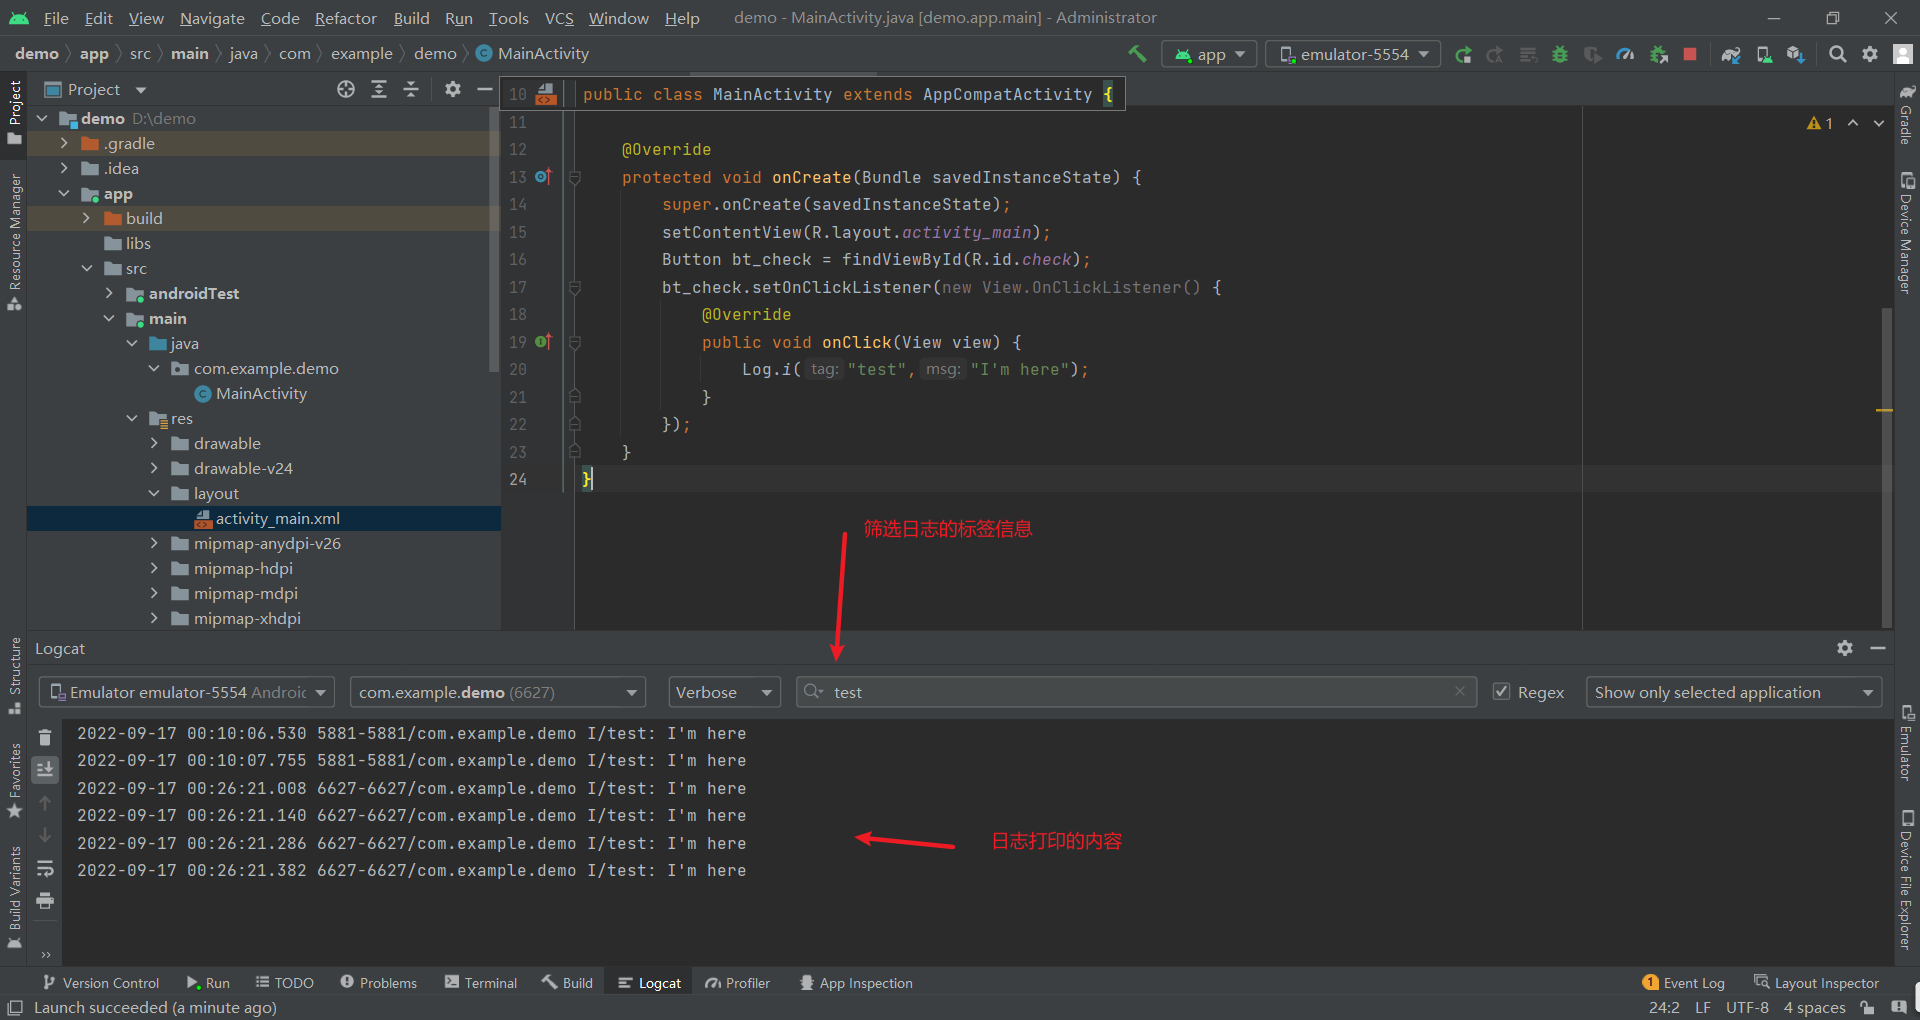 File Edit View Navigate Code Refactor Build Run Tools VCS Window Help demo - MainActivity.java [demo.app.main] - Administrator
demo app src main java com example demo MainActivity app emulator-5554
Project
demo D:\demo
.gradle
.idea
app
build
libs
src
androidTest
main
java
com.example.demo
MainActivity
res
drawable
drawable-v24
layout
activity_main.xml
mipmap-anydpi-v26
mipmap-hdpi
mipmap-mdpi
mipmap-xhdpi
Project
Resource Manager
Structure
Favorites
Build Variants
10 public class MainActivity extends AppCompatActivity {
11
12 @Override
13 protected void onCreate(Bundle savedInstanceState) {
14 super.onCreate(savedInstanceState);
15 setContentView(R.layout.activity_main);
16 Button bt_check = findViewById(R.id.check);
17 bt_check.setOnClickListener(new View.OnClickListener() {
18 @Override
19 public void onClick(View view) {
20 Log.i( tag: "test", msg: "I'm here");
21 }
22 });
23 }
24 }
1
筛选日志的标签信息
Gradle
Device Manager
Emulator
Device File Explorer
Logcat
Emulator emulator-5554 Androic com.example.demo (6627) Verbose test Regex Show only selected application
2022-09-17 00:10:06.530 5881-5881/com.example.demo I/test: I'm here
2022-09-17 00:10:07.755 5881-5881/com.example.demo I/test: I'm here
2022-09-17 00:26:21.008 6627-6627/com.example.demo I/test: I'm here
2022-09-17 00:26:21.140 6627-6627/com.example.demo I/test: I'm here
2022-09-17 00:26:21.286 6627-6627/com.example.demo I/test: I'm here
2022-09-17 00:26:21.382 6627-6627/com.example.demo I/test: I'm here
日志打印的内容
Version Control Run TODO Problems Terminal Build Logcat Profiler App Inspection 1 Event Log Layout Inspector
Launch succeeded (a minute ago) 24:2 LF UTF-8 4 spaces